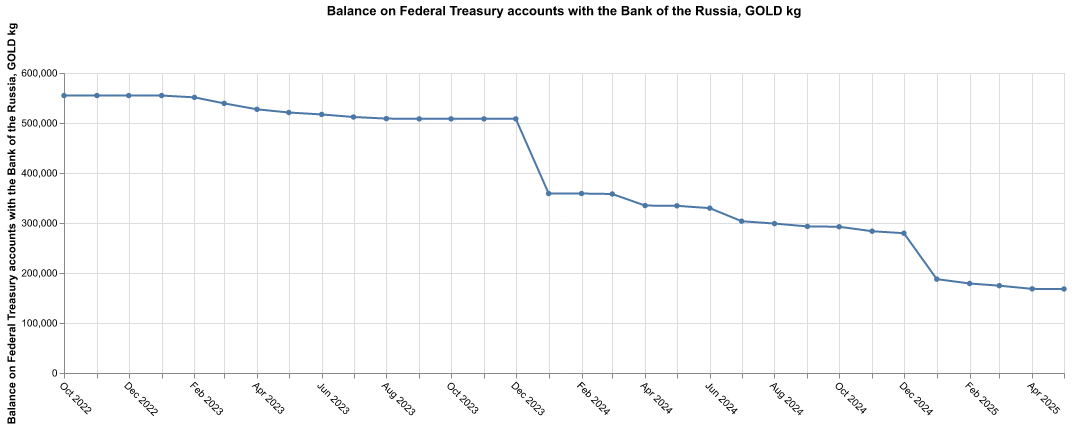 Balance on Federal Treasury accounts with the Bank of the Russia, GOLD kg
Balance on Federal Treasury accounts with the Bank of the Russia, GOLD kg
600,000
500,000
400,000
300,000
200,000
100,000
0
Oct 2022
Dec 2022
Feb 2023
Apr 2023
Jun 2023
Aug 2023
Oct 2023
Dec 2023
Feb 2024
Apr 2024
Jun 2024
Aug 2024
Oct 2024
Dec 2024
Feb 2025
Apr 2025